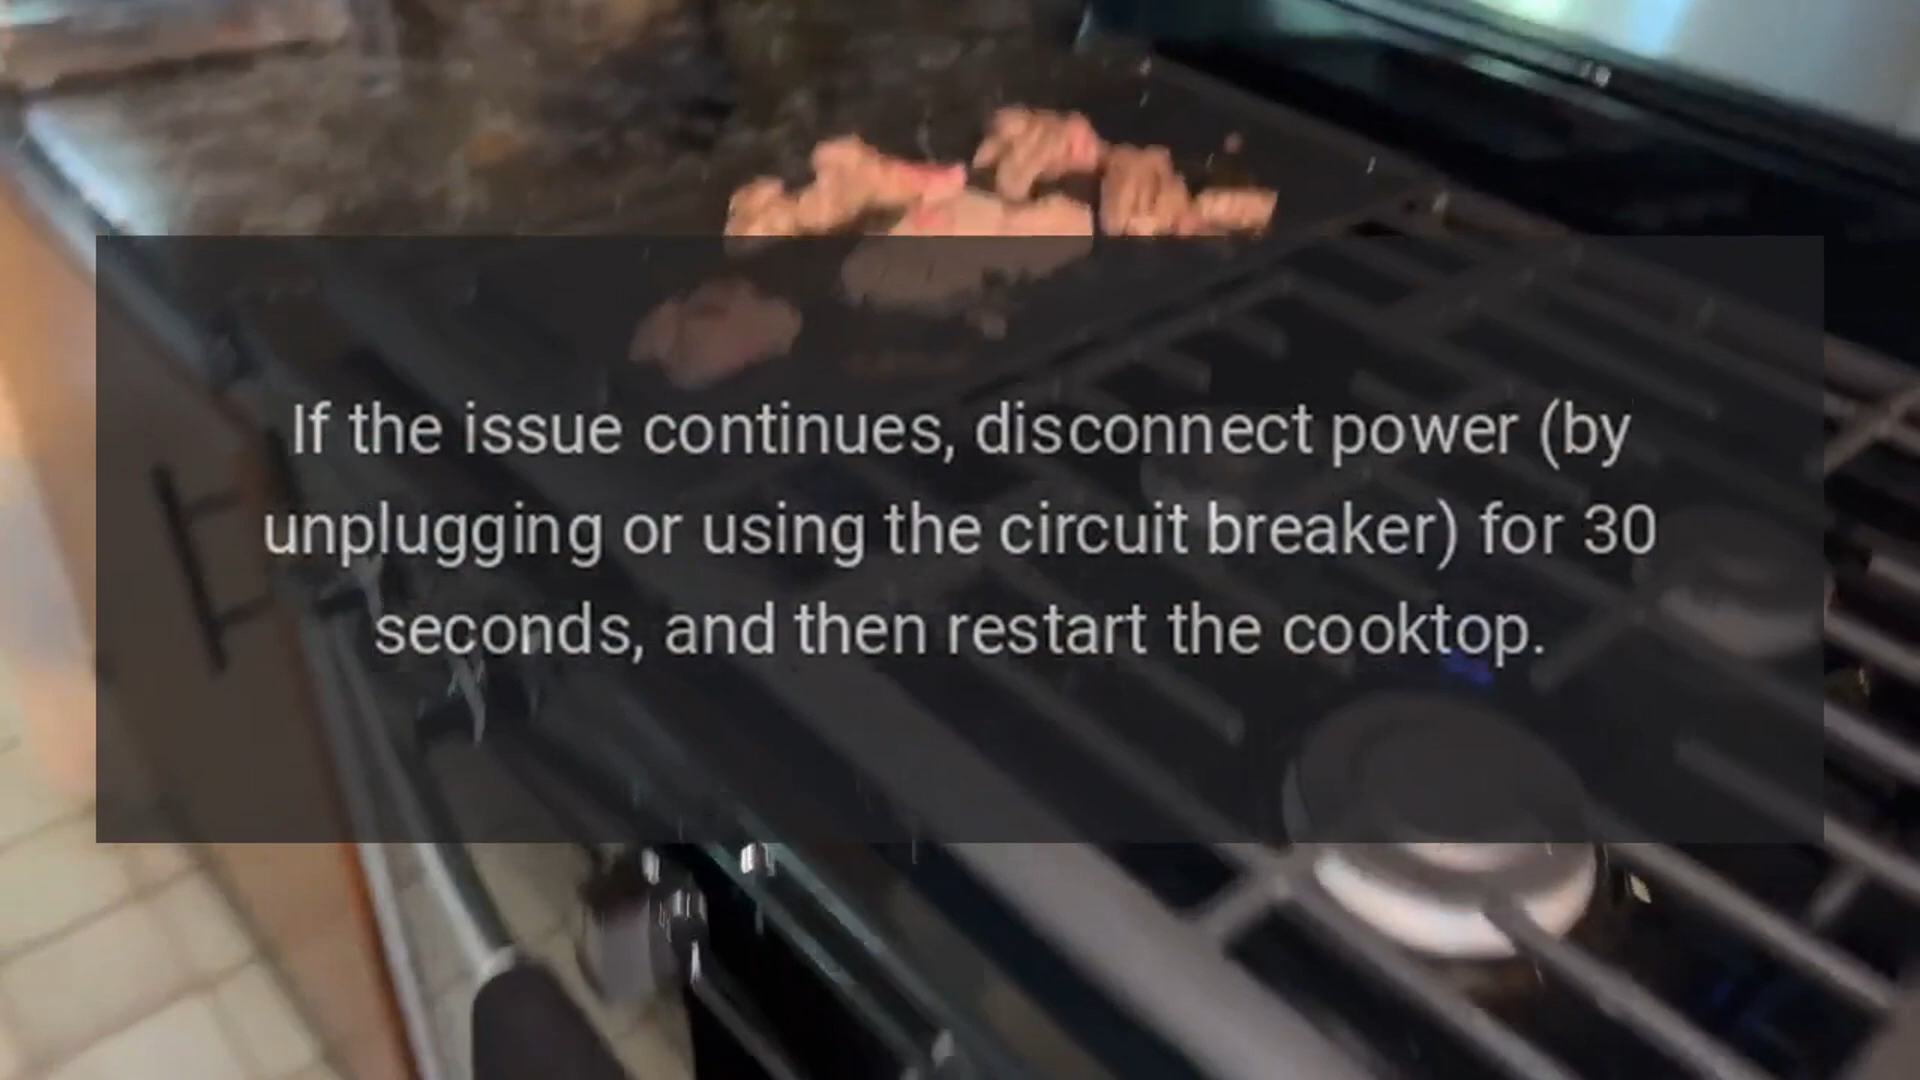 If the issue continues, disconnect power (by
unplugging or using the circuit breaker) for 30
seconds, and then restart the cooktop.